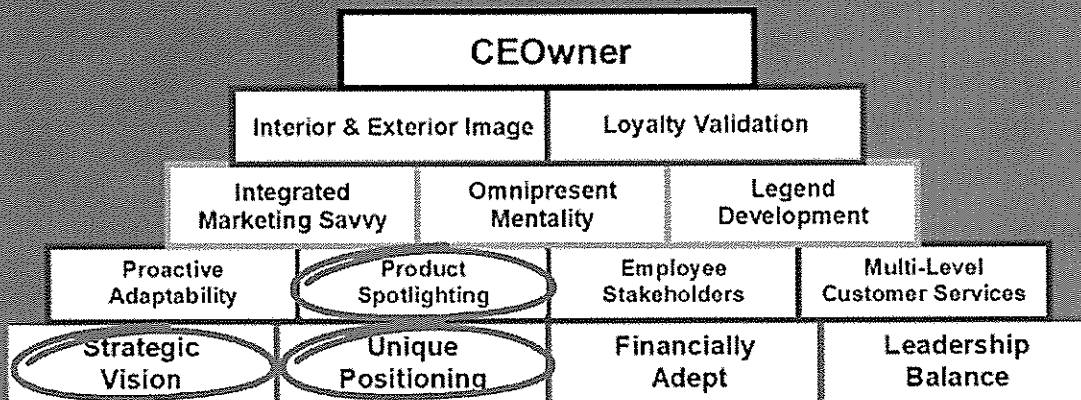 CEOwner
Interior & Exterior Image
Loyalty Validation
Integrated
Marketing Savvy
Omnipresent
Mentality
Legend
Development
Proactive
Adaptability
Product
Spotlighting
Employee
Stakeholders
Multi-Level
Customer Services
Strategic
Vision
Unique
Positioning
Financially
Adept
Leadership
Balance